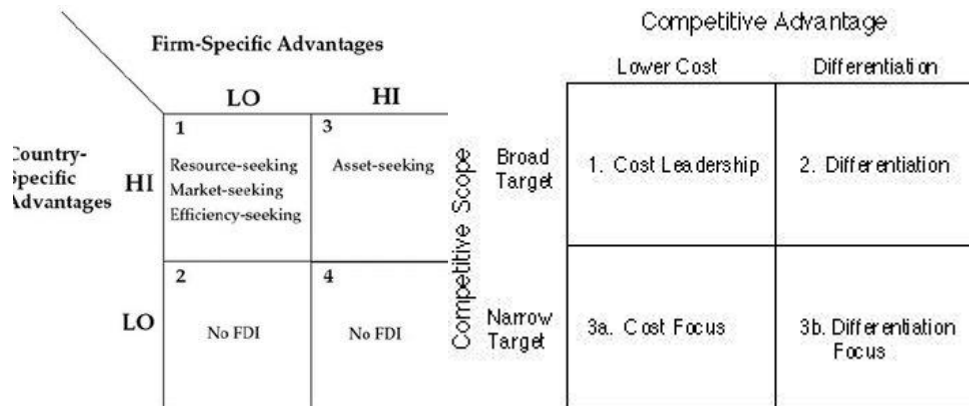 Firm-Specific Advantages
LO
HI
Country-
Specific
Advantages
HI
LO
1
Resource-seeking
Market-seeking
Efficiency-seeking
3
Asset-seeking
2
No FDI
4
No FDI
Competitive Advantage
Lower Cost
Differentiation
Competitive Scope
Broad
Target
Narrow
Target
1. Cost Leadership
2. Differentiation
3a. Cost Focus
3b. Differentiation
Focus